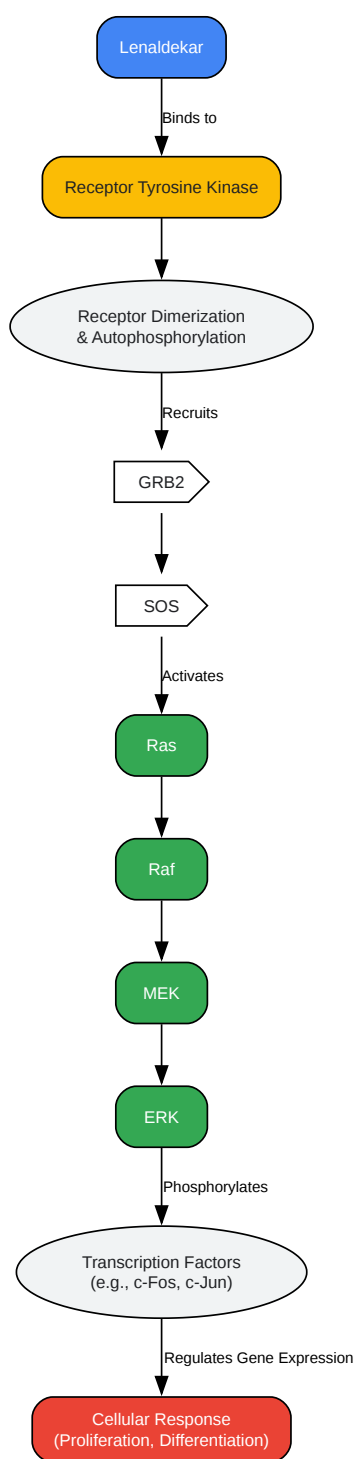 Lenaldekar
Binds to
Receptor Tyrosine Kinase
Receptor Dimerization
& Autophosphorylation
Recruits
GRB2
SOS
Activates
Ras
Raf
MEK
ERK
Phosphorylates
Transcription Factors
(e.g., c-Fos, c-Jun)
Regulates Gene Expression
Cellular Response
(Proliferation, Differentiation)